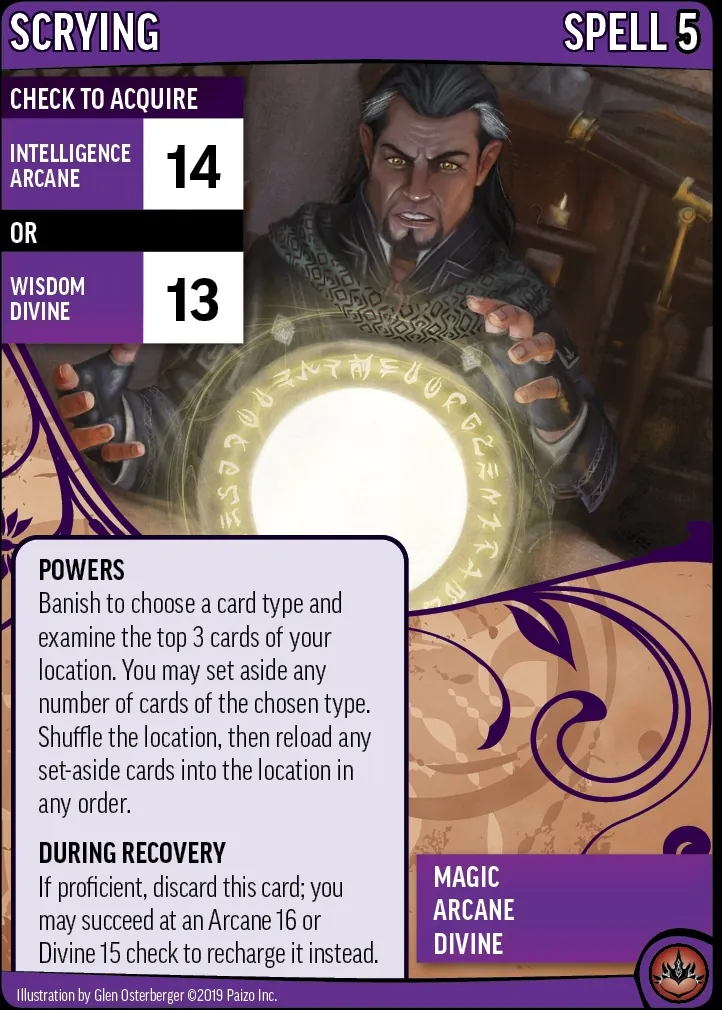 SCRYING
SPELL 5
CHECK TO ACQUIRE
INTELLIGENCE
ARCANE
14
OR
WISDOM
DIVINE
13
POWERS
Banish to choose a card type and
examine the top 3 cards of your
location. You may set aside any
number of cards of the chosen type.
Shuffle the location, then reload any
set-aside cards into the location in
any order.
DURING RECOVERY
If proficient, discard this card; you
may succeed at an Arcane 16 or
Divine 15 check to recharge it instead.
MAGIC
ARCANE
DIVINE
Illustration by Glen Osterberger ©2019 Paizo Inc.